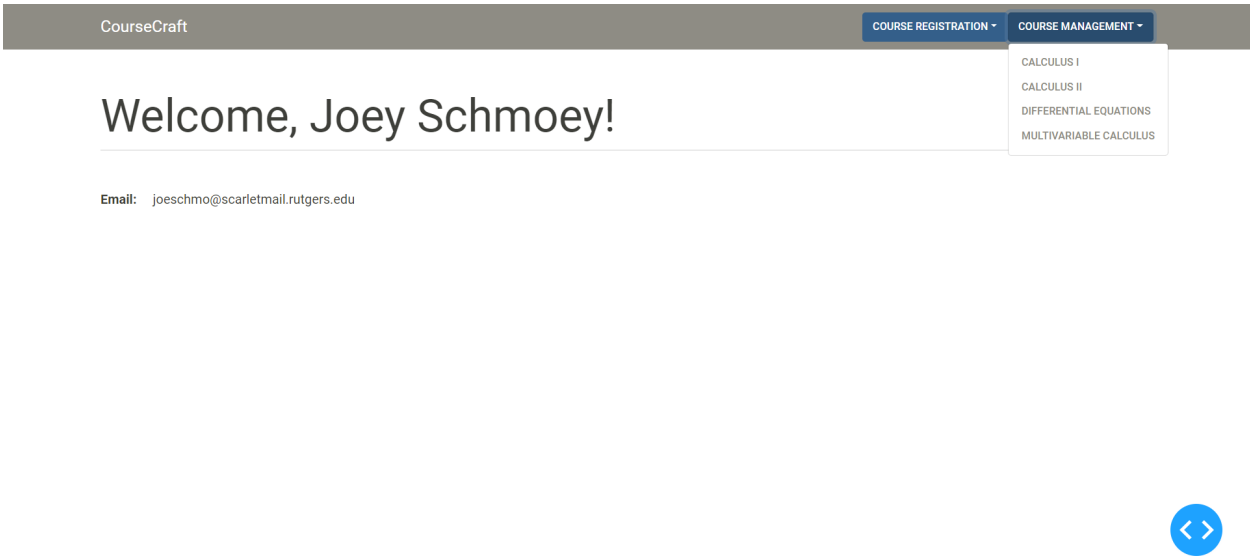 CourseCraft
COURSE REGISTRATION
COURSE MANAGEMENT
CALCULUS I
CALCULUS II
DIFFERENTIAL EQUATIONS
MULTIVARIABLE CALCULUS
Welcome, Joey Schmoey!
Email: joeschmo@scarletmail.rutgers.edu